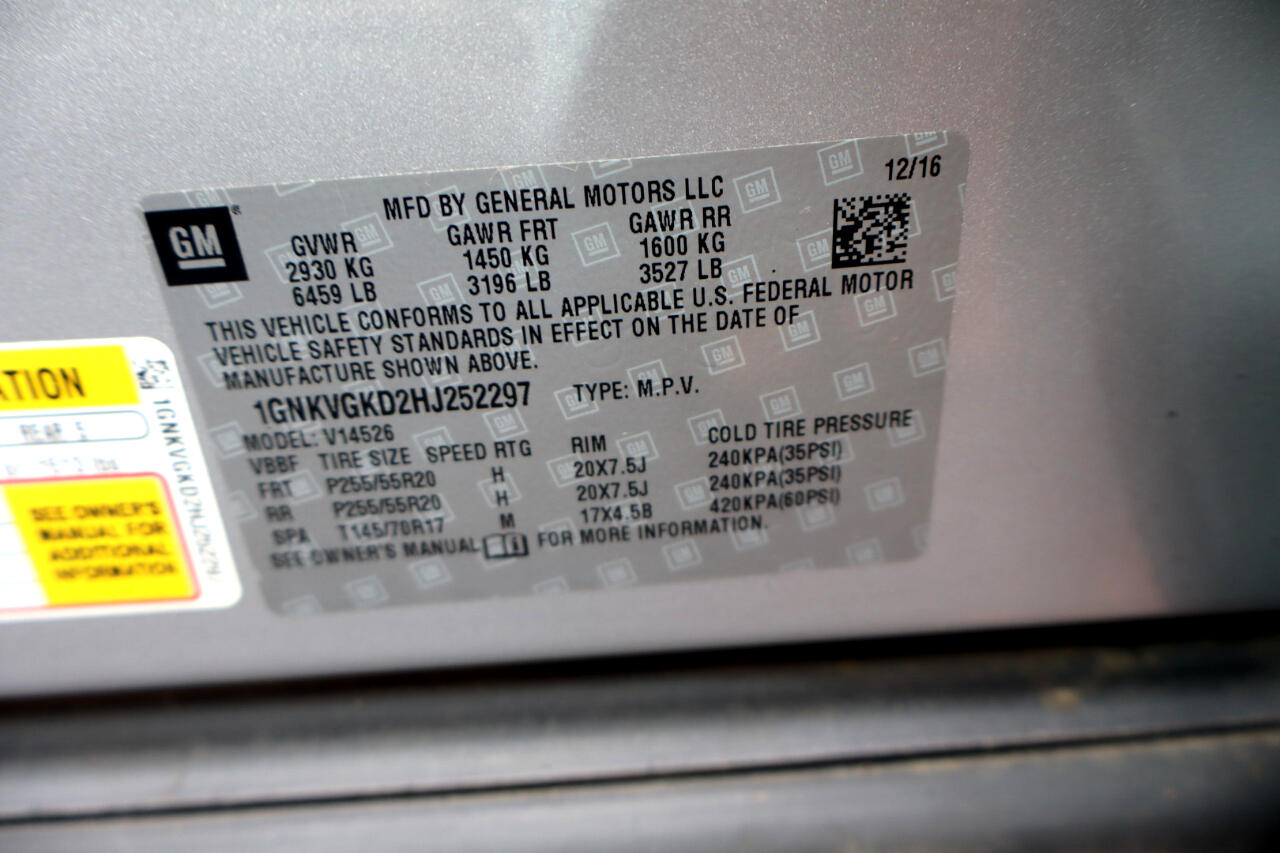 12/16
MFD BY GENERAL MOTORS LLC
GM®
GVWR GAWR FRT GAWR RR
2930 KG 1450 KG 1600 KG
6459 LB 3196 LB 3527 LB
THIS VEHICLE CONFORMS TO ALL APPLICABLE U.S. FEDERAL MOTOR
VEHICLE SAFETY STANDARDS IN EFFECT ON THE DATE OF
MANUFACTURE SHOWN ABOVE.
1GNKVGKD2HJ252297 TYPE: M.P.V.
MODEL: V14526
VBBF TIRE SIZE SPEED RTG RIM COLD TIRE PRESSURE
FRT P255/55R20 H 20X7.5J 240KPA(35PSI)
RR P255/55R20 H 20X7.5J 240KPA(35PSI)
SPA T145/70R17 M 17X4.5B 420KPA(60PSI)
SEE OWNER'S MANUAL FOR MORE INFORMATION.
ATION
REAR 5
SEE OWNER'S
MANUAL FOR
ADDITIONAL
INFORMATION
1GNKVGKD2HJ252297